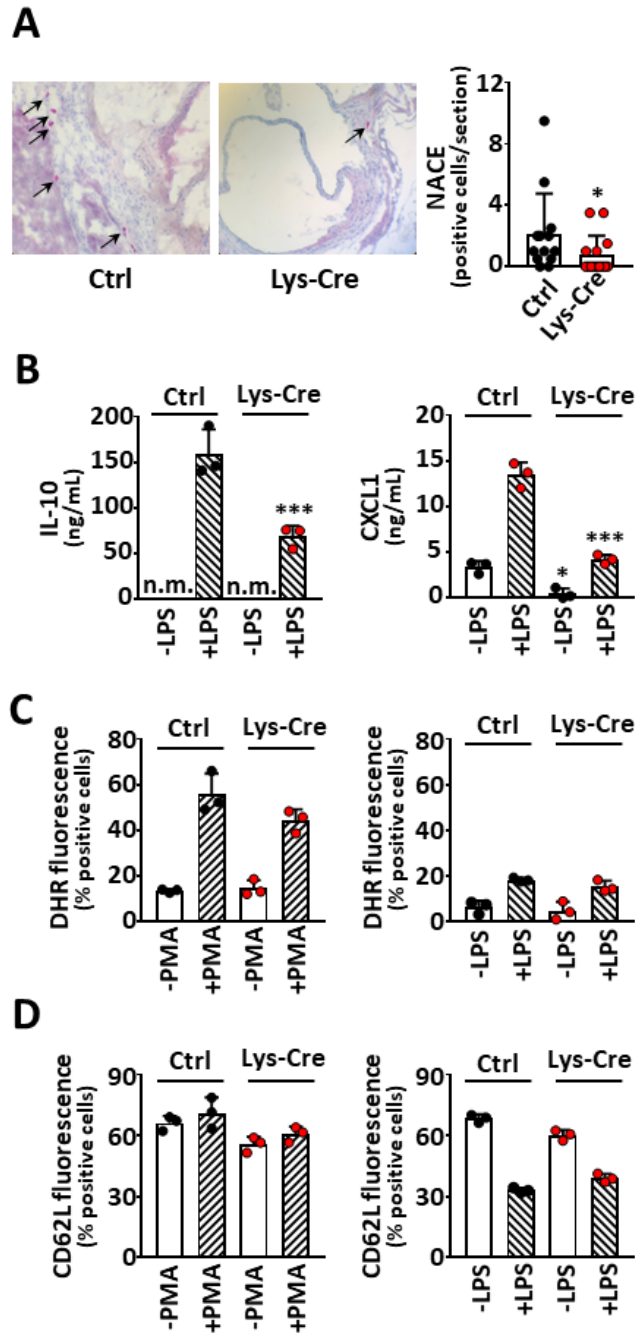 A
Ctrl
Lys-Cre
NACE
(positive cells/section)
12
8
4
0
*
Ctrl
Lys-Cre
B
Ctrl
Lys-Cre
IL-10
(ng/mL)
200
150
100
50
0
n.m.
n.m.
***
-LPS
+LPS
-LPS
+LPS
Ctrl
Lys-Cre
CXCL1
(ng/mL)
20
15
10
5
0
*
***
-LPS
+LPS
-LPS
+LPS
C
Ctrl
Lys-Cre
DHR fluorescence
(% positive cells)
80
60
40
20
0
-PMA
+PMA
-PMA
+PMA
Ctrl
Lys-Cre
DHR fluorescence
(% positive cells)
80
60
40
20
0
-LPS
+LPS
-LPS
+LPS
D
Ctrl
Lys-Cre
CD62L fluorescence
(% positive cells)
90
60
30
0
-PMA
+PMA
-PMA
+PMA
Ctrl
Lys-Cre
CD62L fluorescence
(% positive cells)
90
60
30
0
-LPS
+LPS
-LPS
+LPS